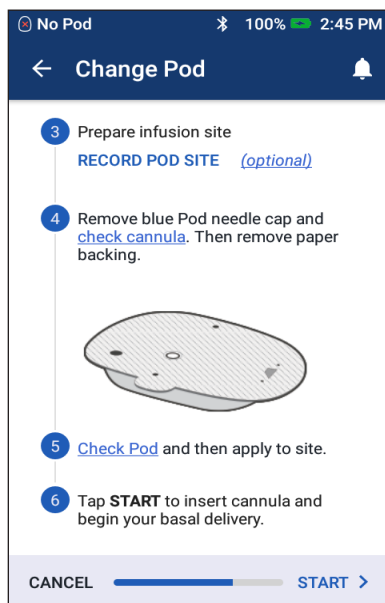 No Pod 100% 2:45 PM
Change Pod
3 Prepare infusion site
RECORD POD SITE (optional)
4 Remove blue Pod needle cap and
check cannula. Then remove paper
backing.
5 Check Pod and then apply to site.
6 Tap START to insert cannula and
begin your basal delivery.
CANCEL START